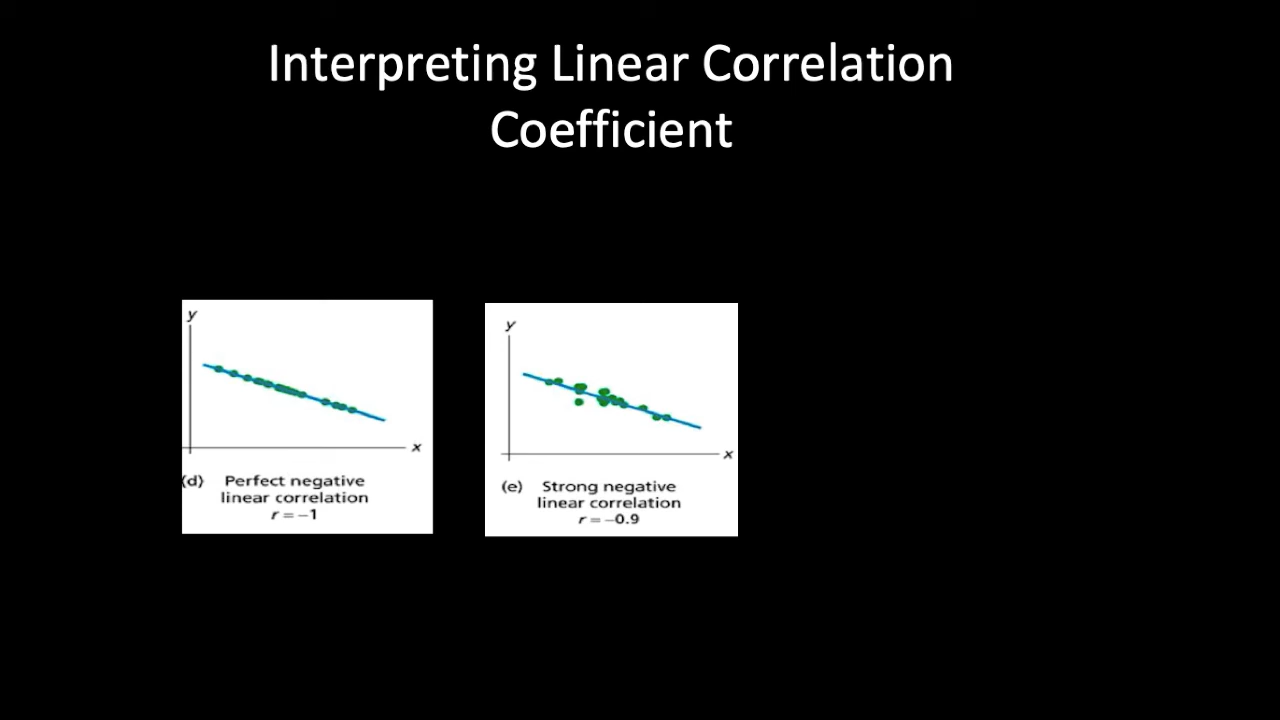 Interpreting Linear Correlation
Coefficient
y
x
(d) Perfect negative
linear correlation
r = −1
y
x
(e) Strong negative
linear correlation
r = −0.9